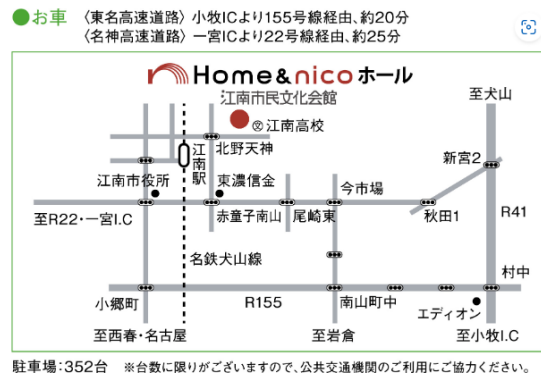 ●お車 〈東名高速道路〉 小牧ICより155号線経由、約20分
〈名神高速道路〉 一宮ICより22号線経由、約25分
Home&nicoホール
江南市民文化会館
至犬山
文江南高校
北野天神
江南駅
新宮2
江南市役所
東濃信金
今市場
至R22・一宮I.C
赤童子南山
尾崎東
秋田1
R41
名鉄犬山線
村中
小郷町
R155
南山町中
エディオン
至西春・名古屋
至岩倉
至小牧I.C
駐車場:352台 ※台数に限りがございますので、公共交通機関のご利用にご協力ください。